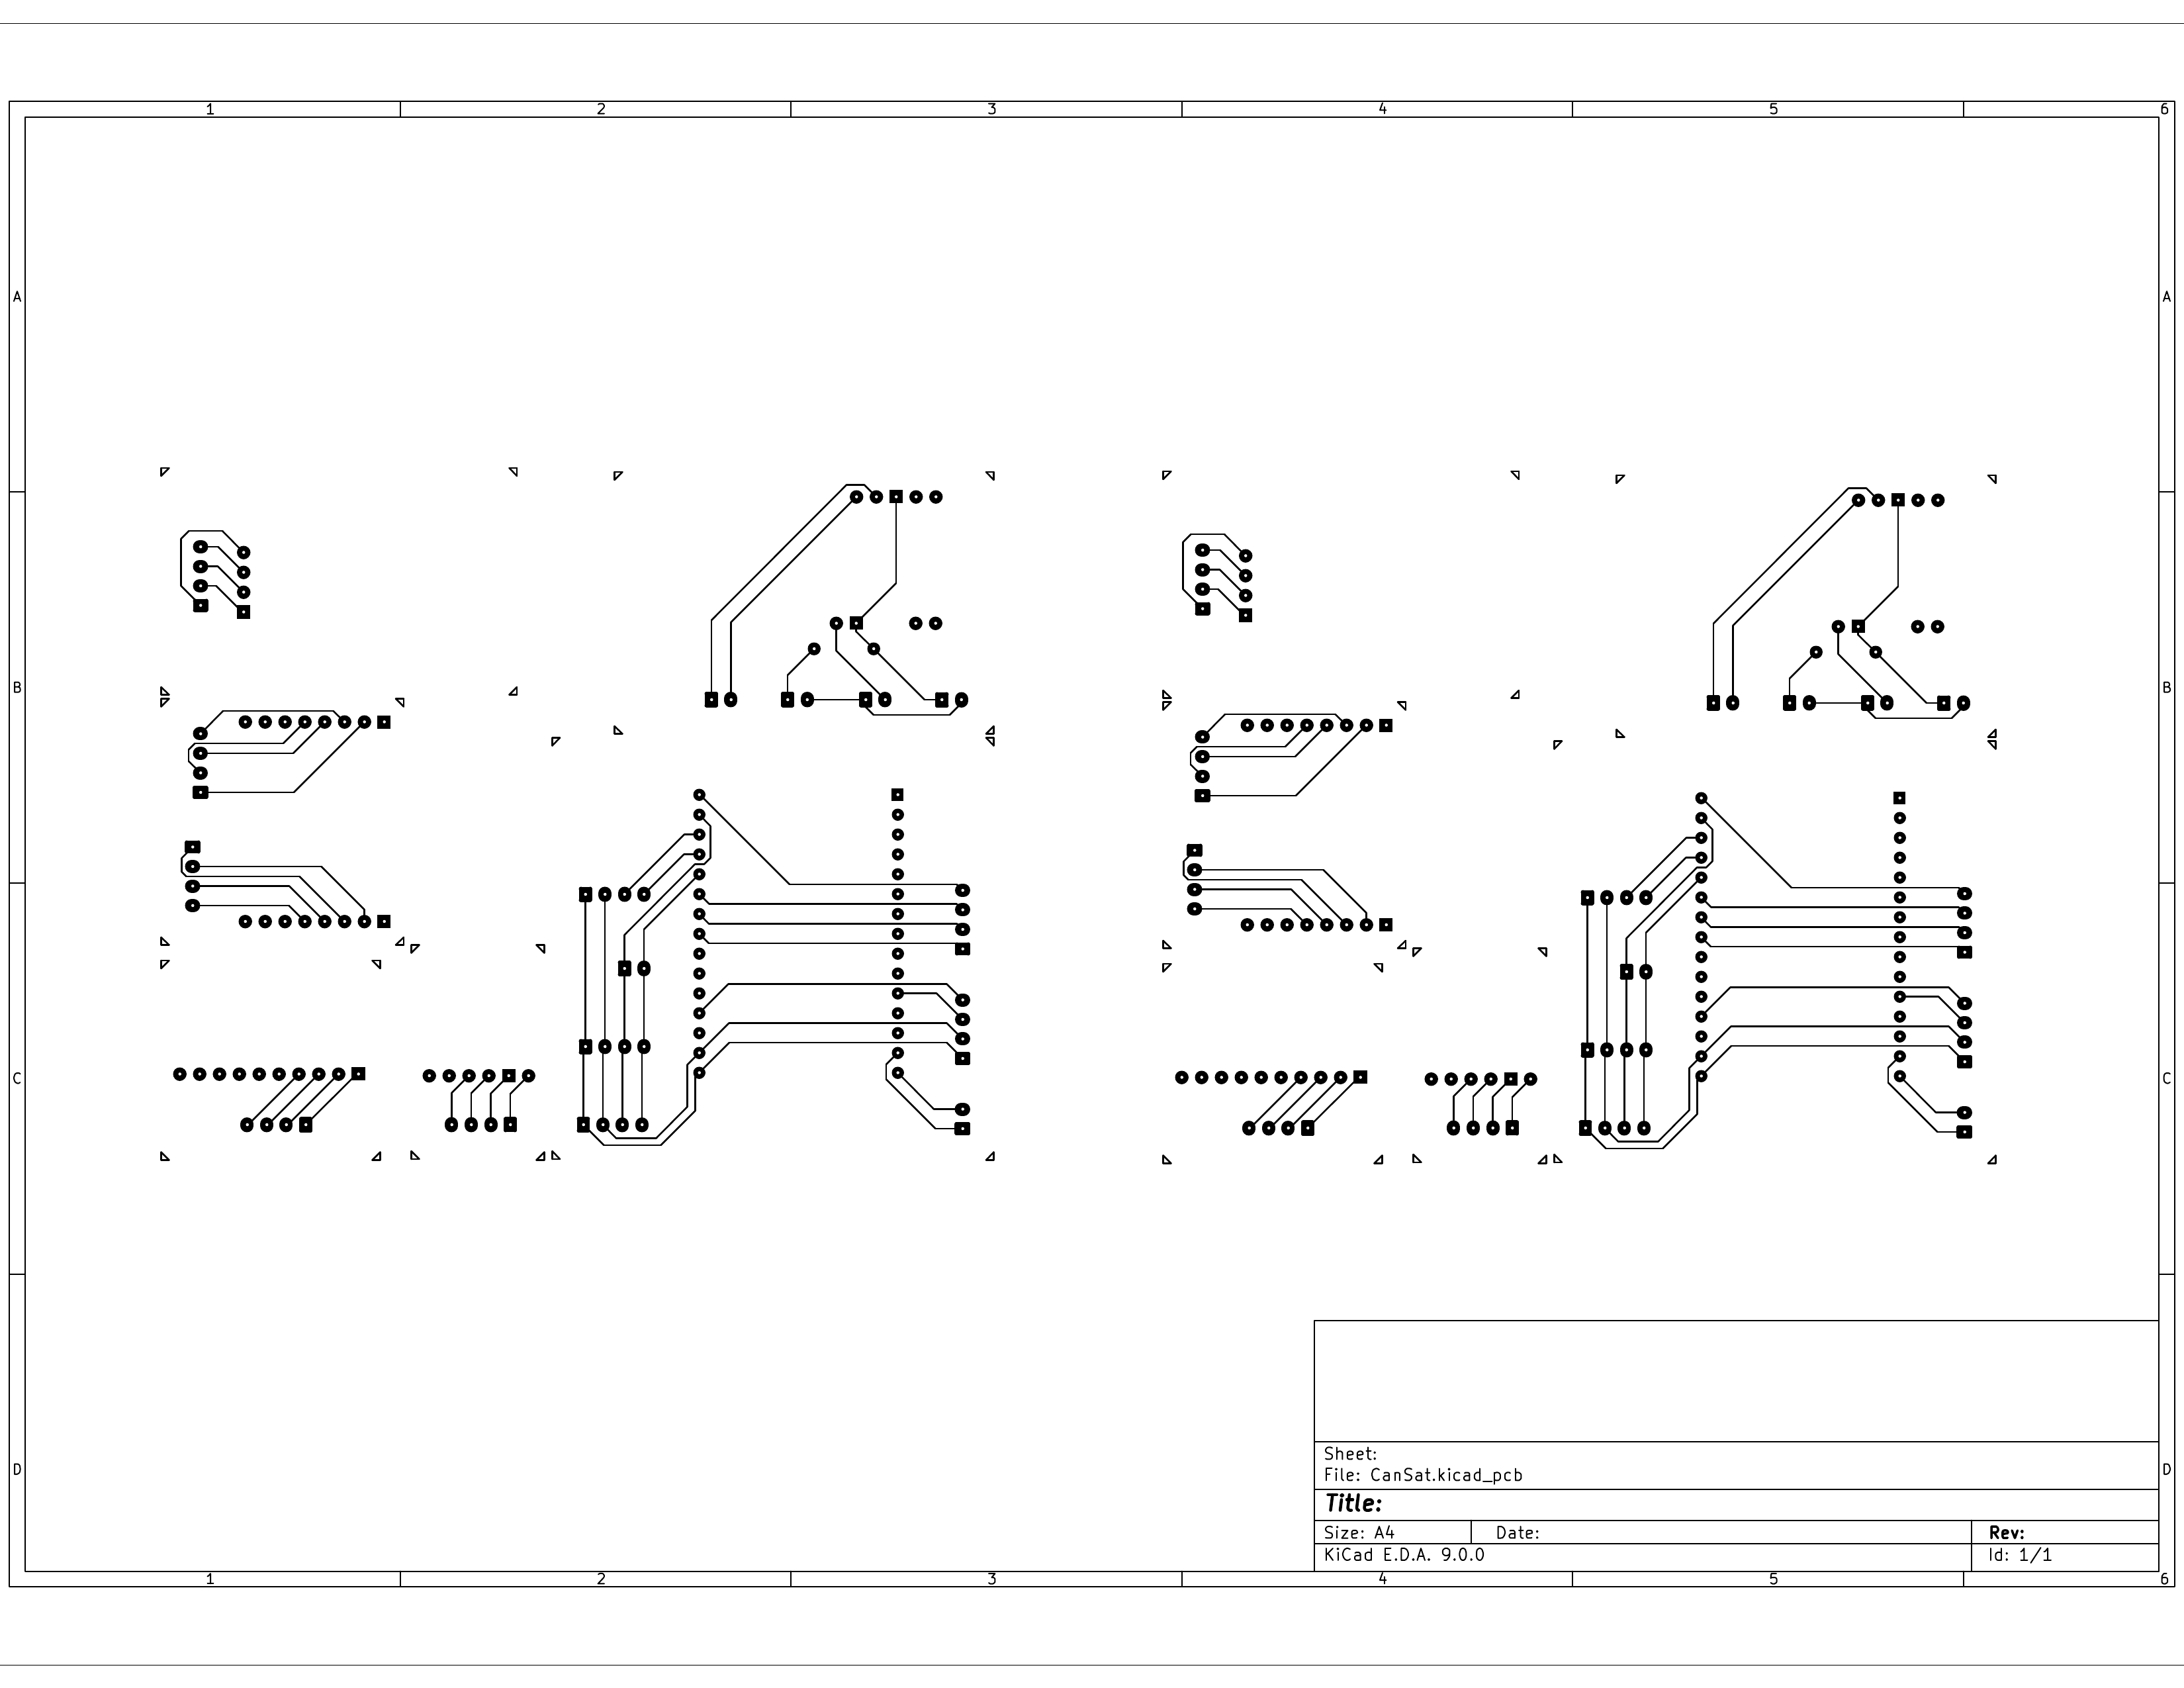 1 2 3 4 5 6
A A
B B
C C
Sheet:
File: CanSat.kicad_pcb
D D
Title:
Size: A4 Date: Rev:
KiCad E.D.A. 9.0.0 Id: 1/1
1 2 3 4 5 6